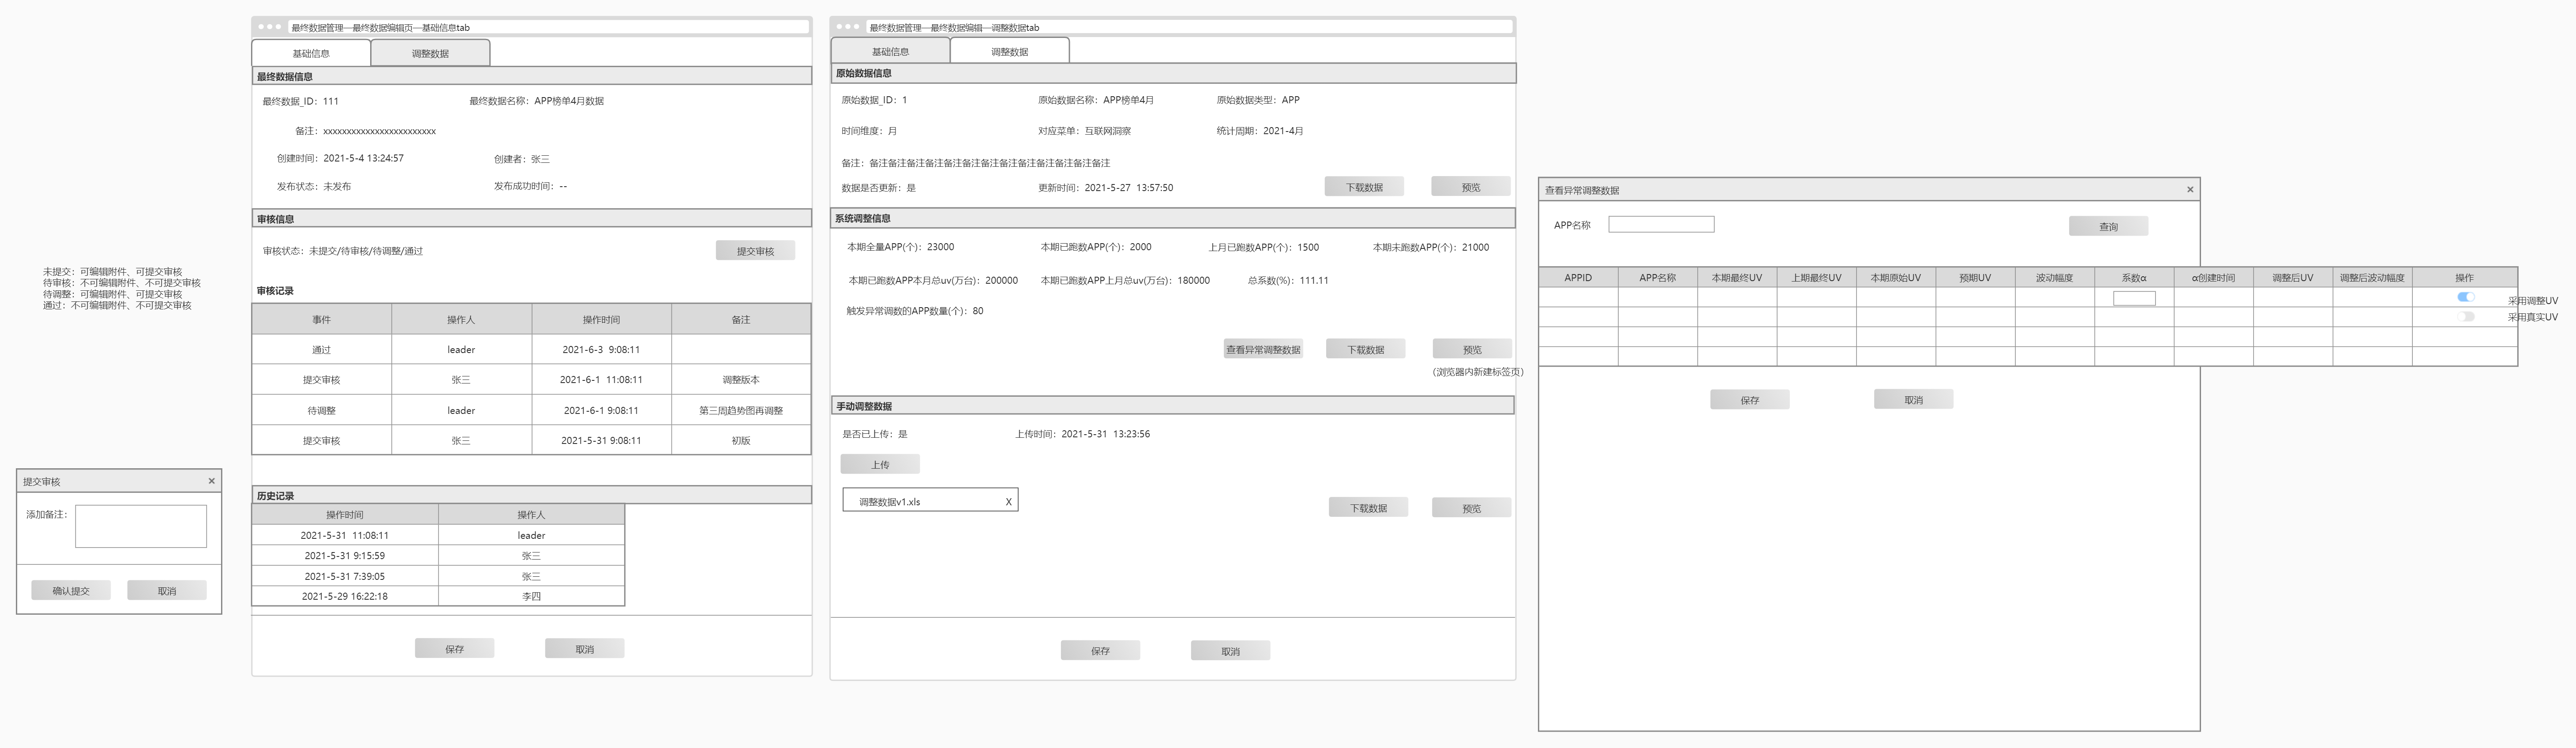 未提交：可编辑附件、可提交审核
待审核：不可编辑附件、不可提交审核
待调整：可编辑附件、可提交审核
通过：不可编辑附件、不可提交审核
提交审核 ×
添加备注：
确认提交 取消
最终数据管理—最终数据编辑页—基础信息tab
基础信息 调整数据
最终数据信息
最终数据_ID：111 最终数据名称：APP榜单4月数据
备注：xxxxxxxxxxxxxxxxxxxxxxxx
创建时间：2021-5-4 13:24:57 创建者：张三
发布状态：未发布 发布成功时间：--
审核信息
审核状态：未提交/待审核/待调整/通过 提交审核
审核记录
事件 操作人 操作时间 备注
通过 leader 2021-6-3 9:08:11
提交审核 张三 2021-6-1 11:08:11 调整版本
待调整 leader 2021-6-1 9:08:11 第三周趋势图再调整
提交审核 张三 2021-5-31 9:08:11 初版
历史记录
操作时间 操作人
2021-5-31 11:08:11 leader
2021-5-31 9:15:59 张三
2021-5-31 7:39:05 张三
2021-5-29 16:22:18 李四
保存 取消
最终数据管理—最终数据编辑—调整数据tab
基础信息 调整数据
原始数据信息
原始数据_ID：1 原始数据名称：APP榜单4月 原始数据类型：APP
时间维度：月 对应菜单：互联网洞察 统计周期：2021-4月
备注：备注备注备注备注备注备注备注备注备注备注备注备注备注
数据是否更新：是 更新时间：2021-5-27 13:57:50 下载数据 预览
系统调整信息
本期全量APP(个)：23000 本期已跑数APP(个)：2000 上月已跑数APP(个)：1500 本期未跑数APP(个)：21000
本期已跑数APP本月总uv(万台)：200000 本期已跑数APP上月总uv(万台)：180000 总系数(%)：111.11
触发异常调数的APP数量(个)：80
查看异常调整数据 下载数据 预览
（浏览器内新建标签页）
手动调整数据
是否已上传：是 上传时间：2021-5-31 13:23:56
上传
调整数据v1.xls X
下载数据 预览
保存 取消
查看异常调整数据 ×
APP名称 查询
APPID APP名称 本期最终UV 上期最终UV 本期原始UV 预期UV 波动幅度 系数α α创建时间 调整后UV 调整后波动幅度 操作
采用调整UV
采用真实UV
保存 取消